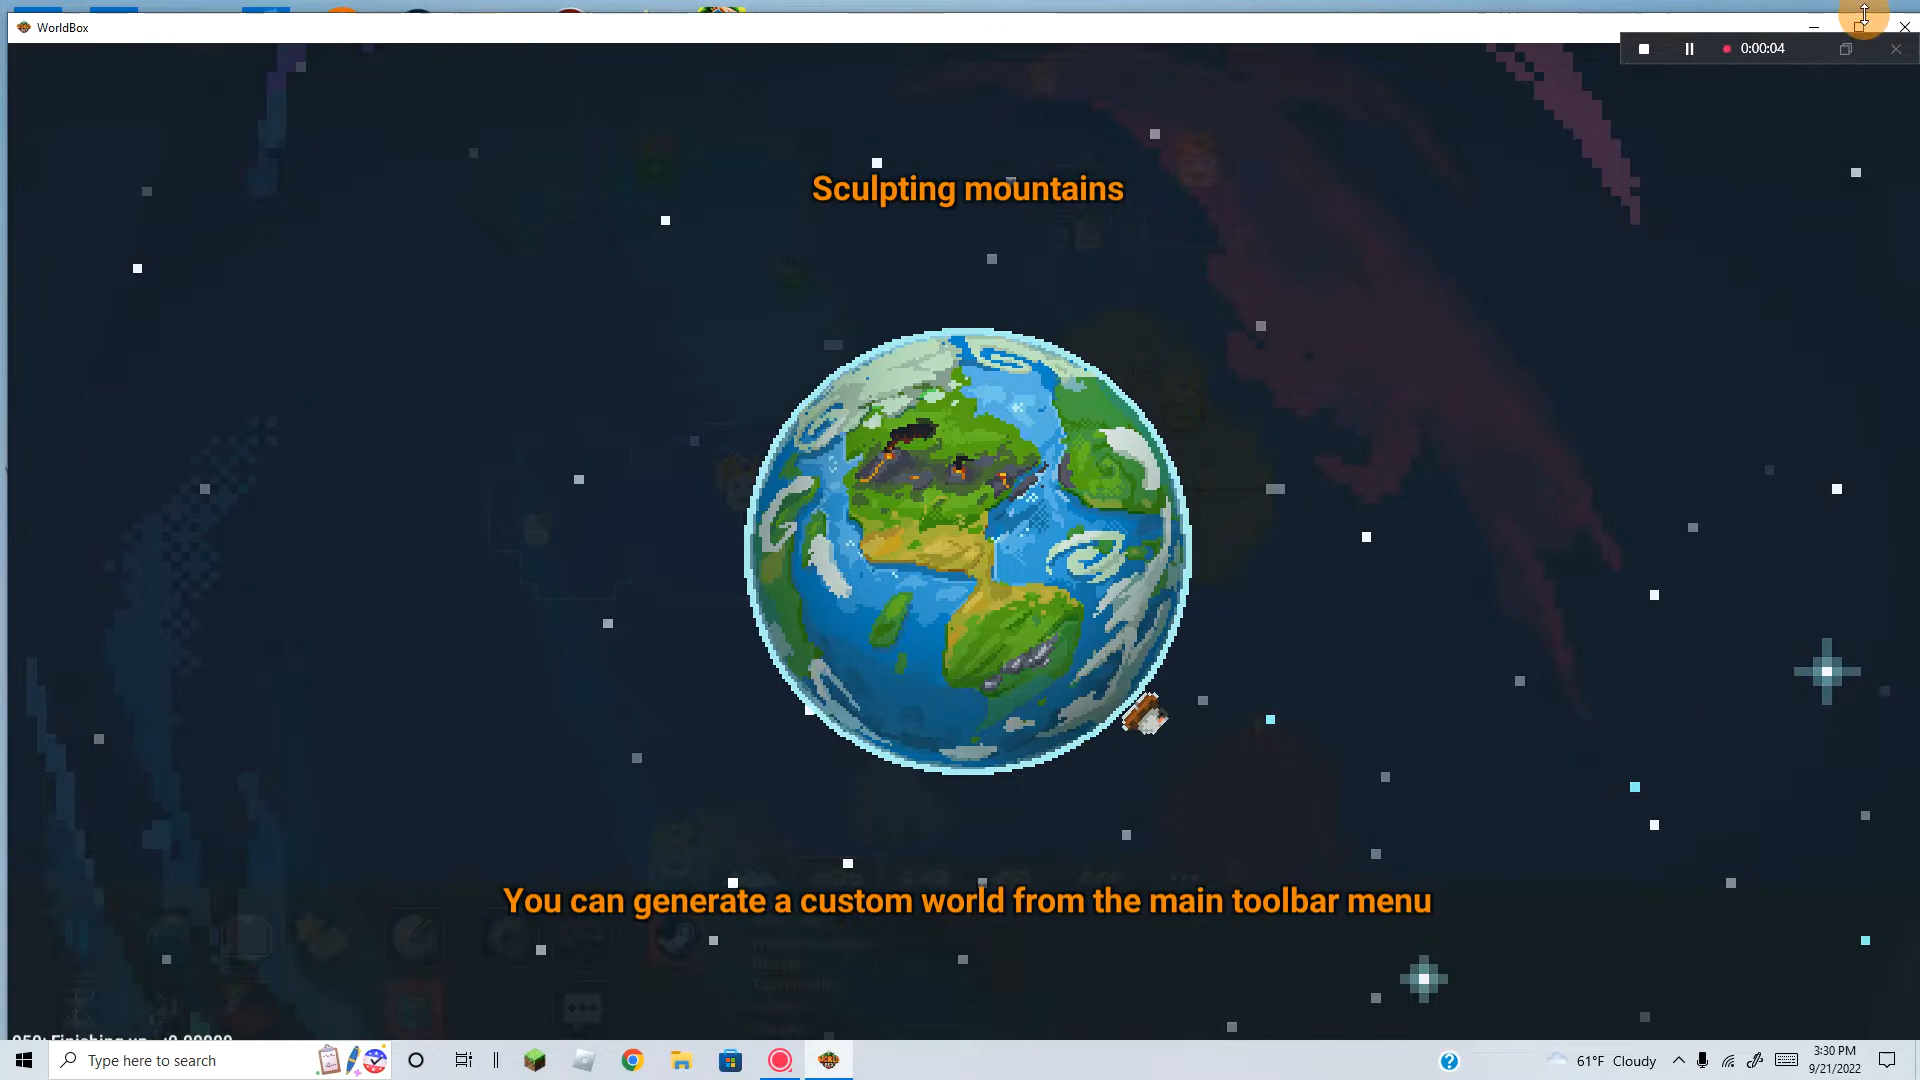 WorldBox
0:00:04
Sculpting mountains
You can generate a custom world from the main toolbar menu
Type here to search
61°F Cloudy
3:30 PM
9/21/2022